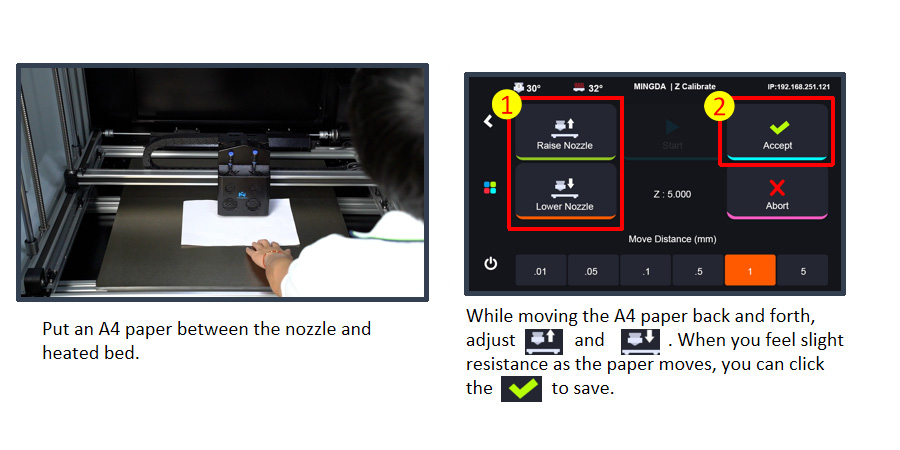 30° 32° MINGDA | Z Calibrate IP:192.168.251.121
1
2
Raise Nozzle Start Accept
Lower Nozzle Z : 5.000 Abort
Move Distance (mm)
.01 .05 .1 .5 1 5
Put an A4 paper between the nozzle and
heated bed.
While moving the A4 paper back and forth,
adjust and . When you feel slight
resistance as the paper moves, you can click
the to save.